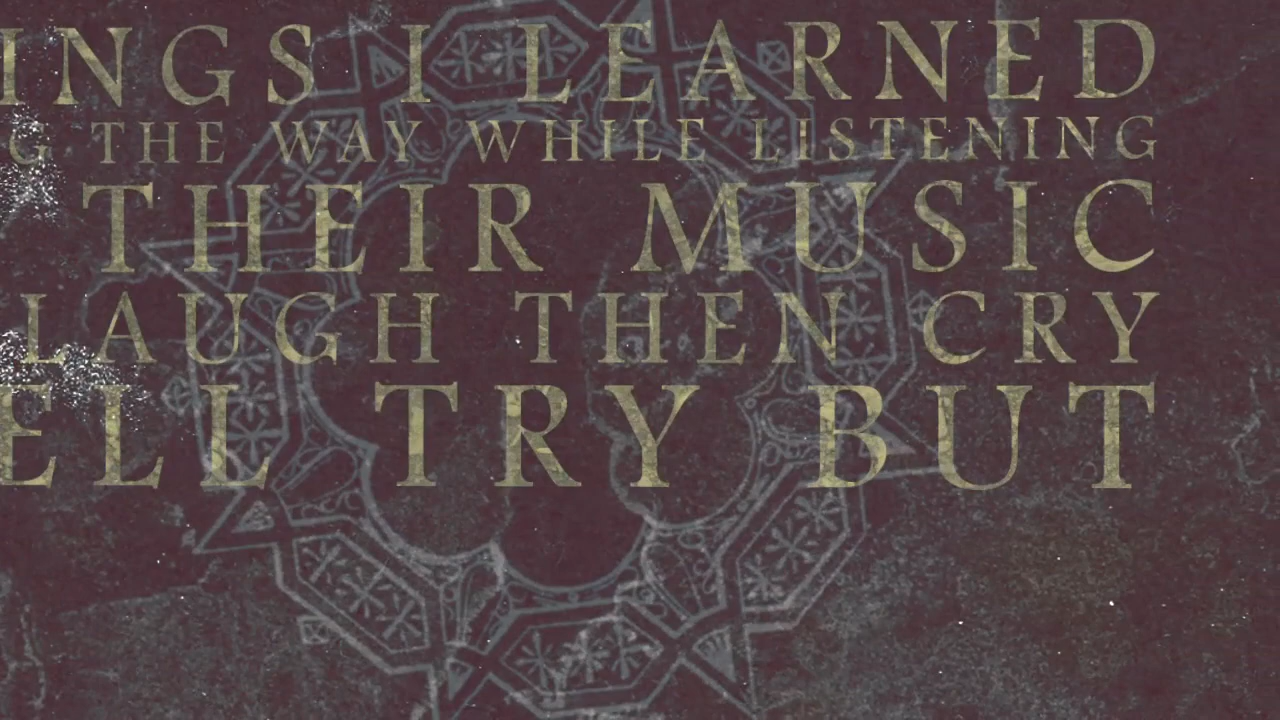 INGS I LEARNED
G THE WAY WHILE LISTENING
THEIR MUSIC
LAUGH THEN CRY
ELL TRY BUT